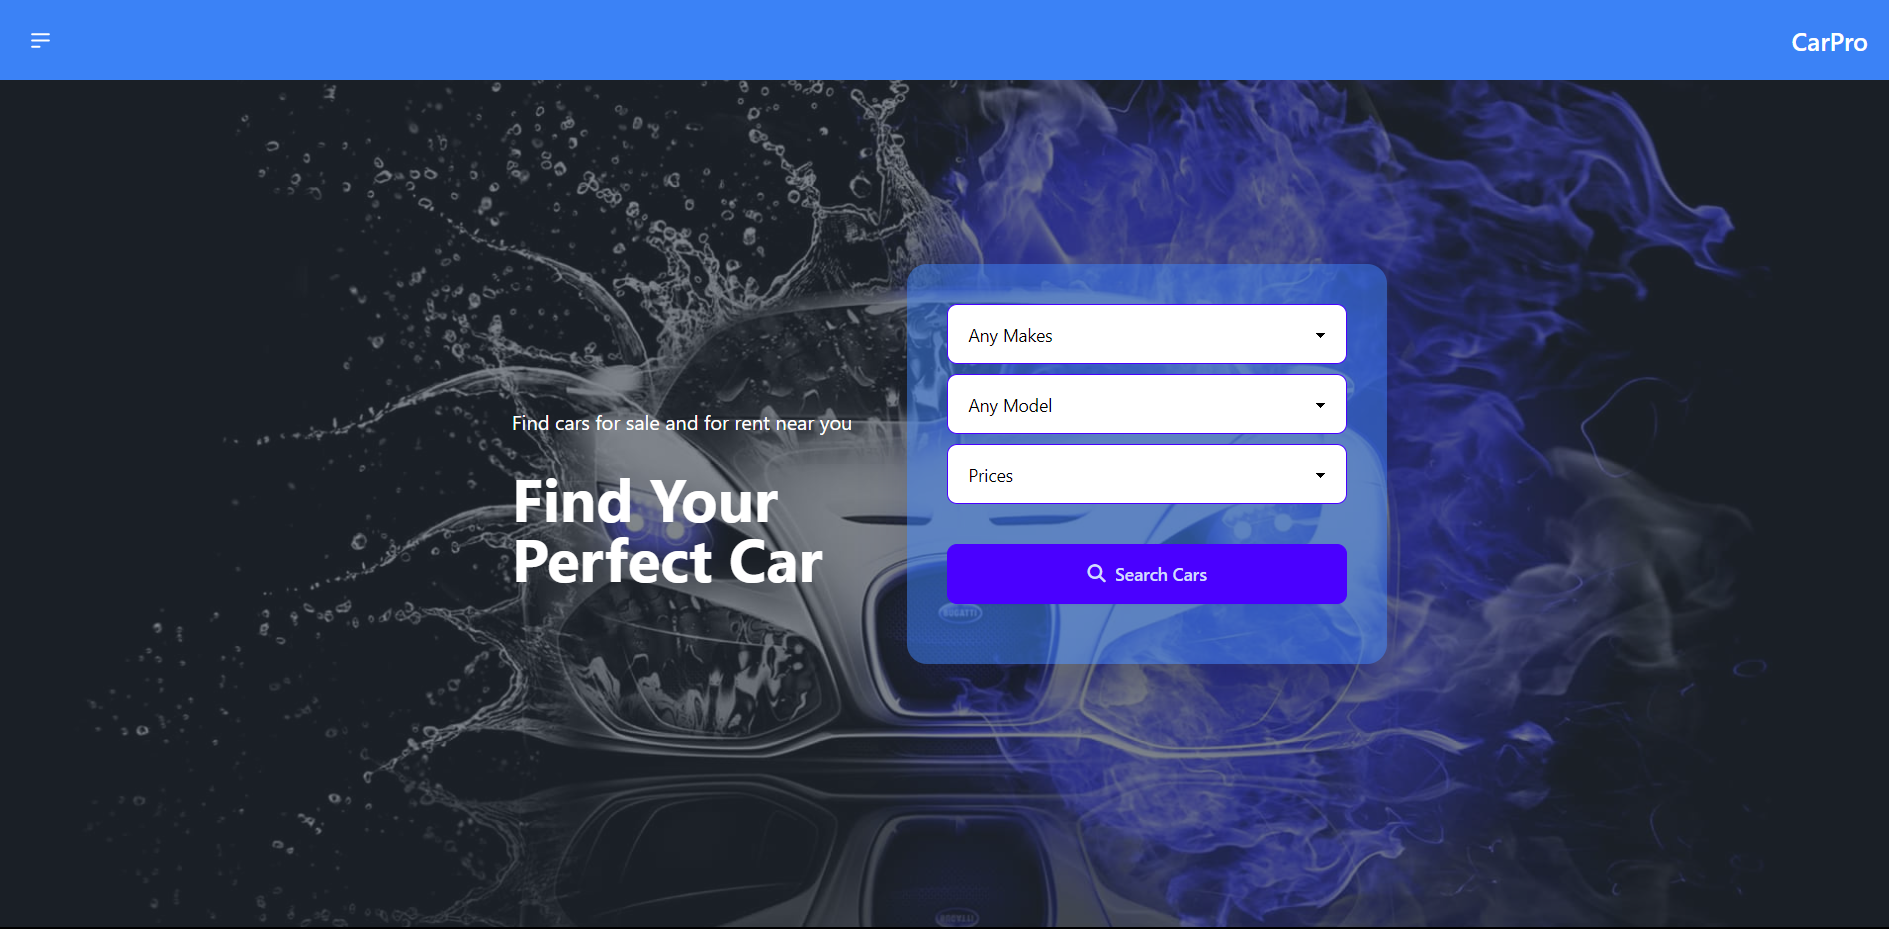 CarPro
Find cars for sale and for rent near you
Find Your
Perfect Car
Any Makes
Any Model
Prices
Search Cars
BUGATTI